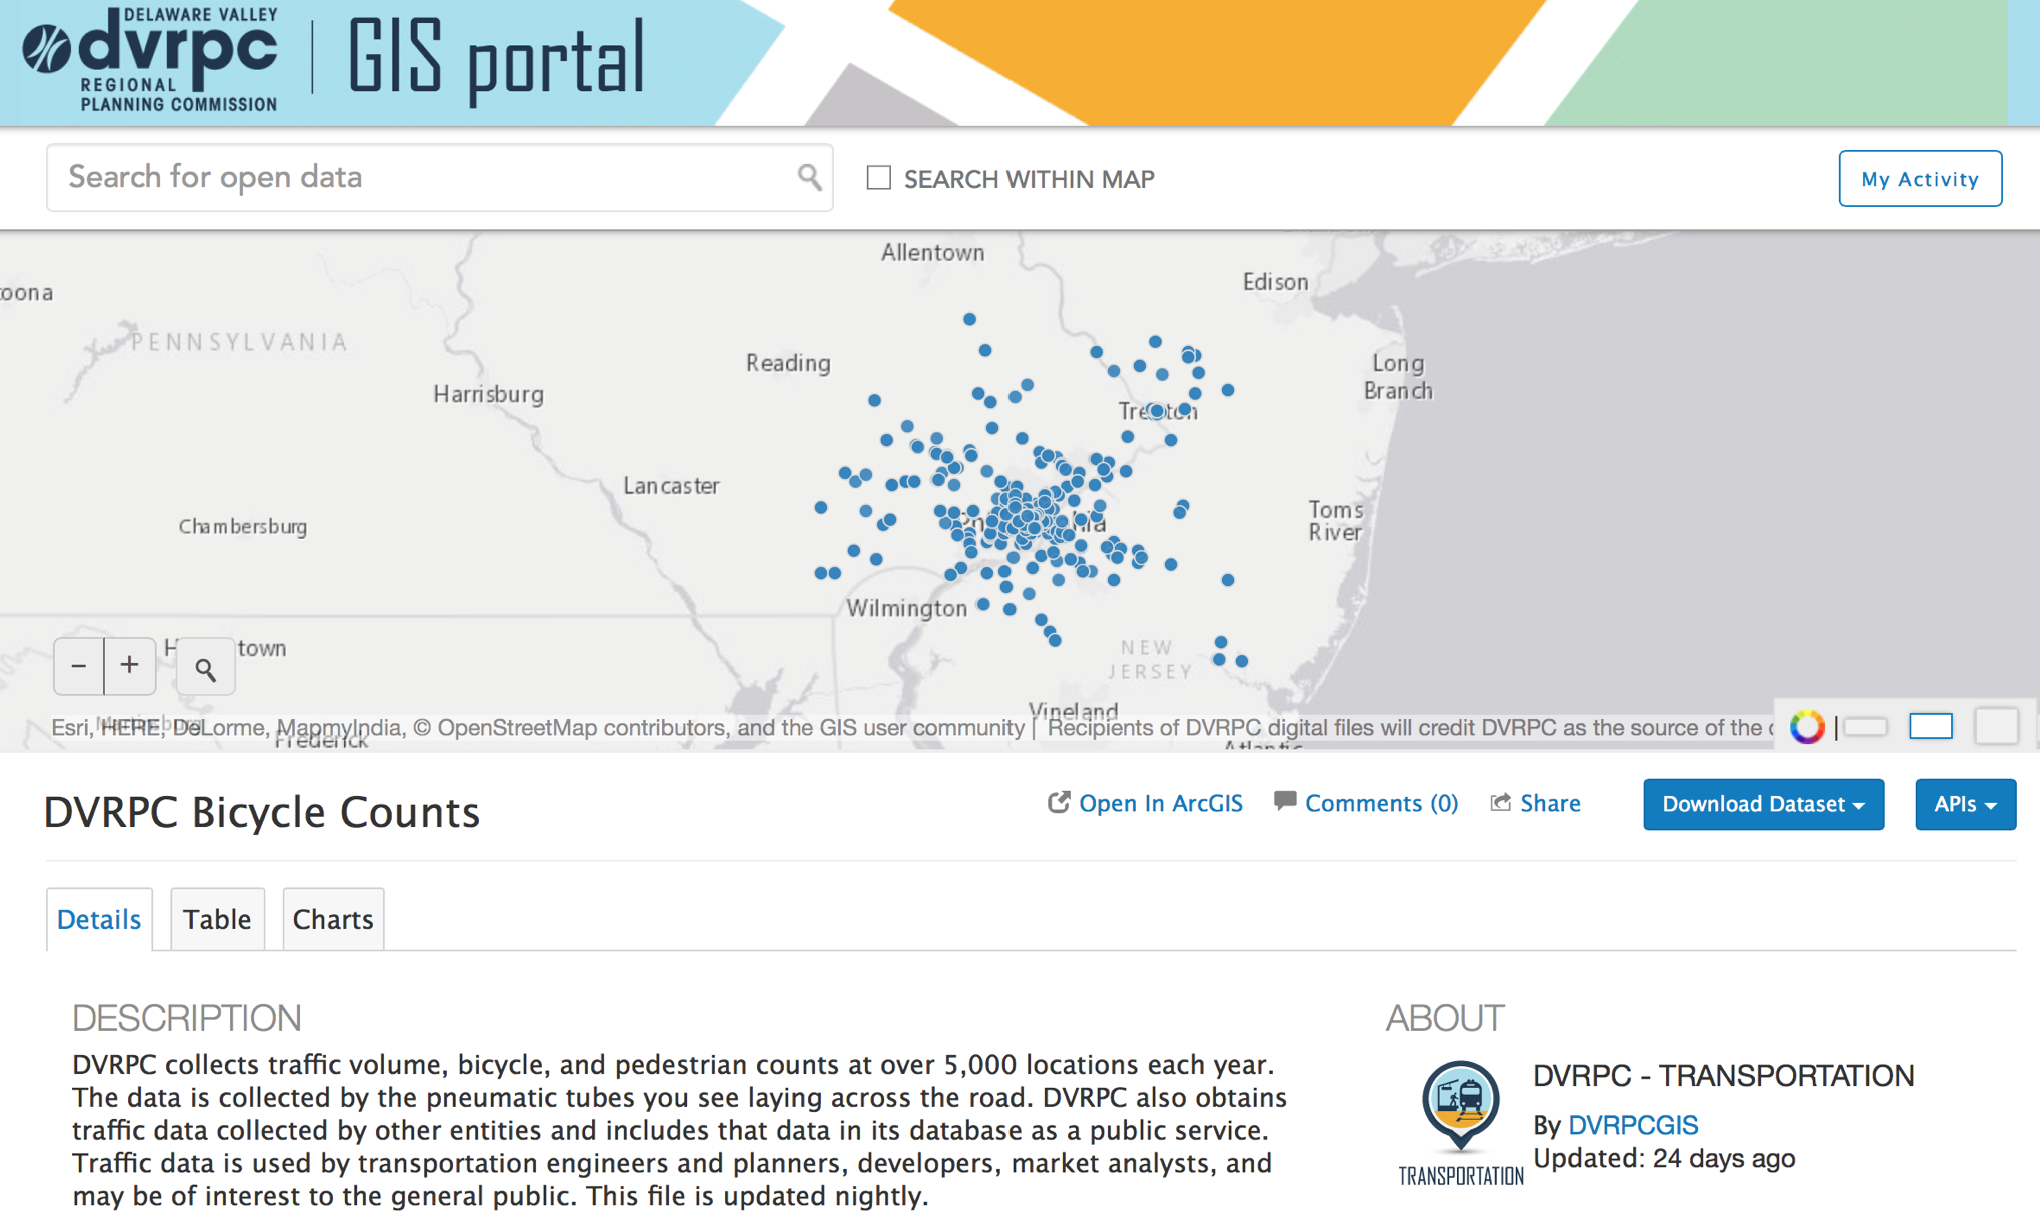 DELAWARE VALLEY
dvrpc
REGIONAL
PLANNING COMMISSION
GIS portal
Search for open data
SEARCH WITHIN MAP
My Activity
Allentown
Edison
oona
PENNSYLVANIA
Reading
Long
Branch
Harrisburg
Trenton
Lancaster
Toms
River
Chambersburg
Wilmington
NEW
JERSEY
town
− +
Vineland
Esri, HERE, DeLorme, MapmyIndia, © OpenStreetMap contributors, and the GIS user community | Recipients of DVRPC digital files will credit DVRPC as the source of the
Frederick
Atlantic
DVRPC Bicycle Counts
Open In ArcGIS
Comments (0)
Share
Download Dataset
APIs
Details
Table
Charts
DESCRIPTION
DVRPC collects traffic volume, bicycle, and pedestrian counts at over 5,000 locations each year.
The data is collected by the pneumatic tubes you see laying across the road. DVRPC also obtains
traffic data collected by other entities and includes that data in its database as a public service.
Traffic data is used by transportation engineers and planners, developers, market analysts, and
may be of interest to the general public. This file is updated nightly.
ABOUT
DVRPC - TRANSPORTATION
By DVRPCGIS
Updated: 24 days ago
TRANSPORTATION